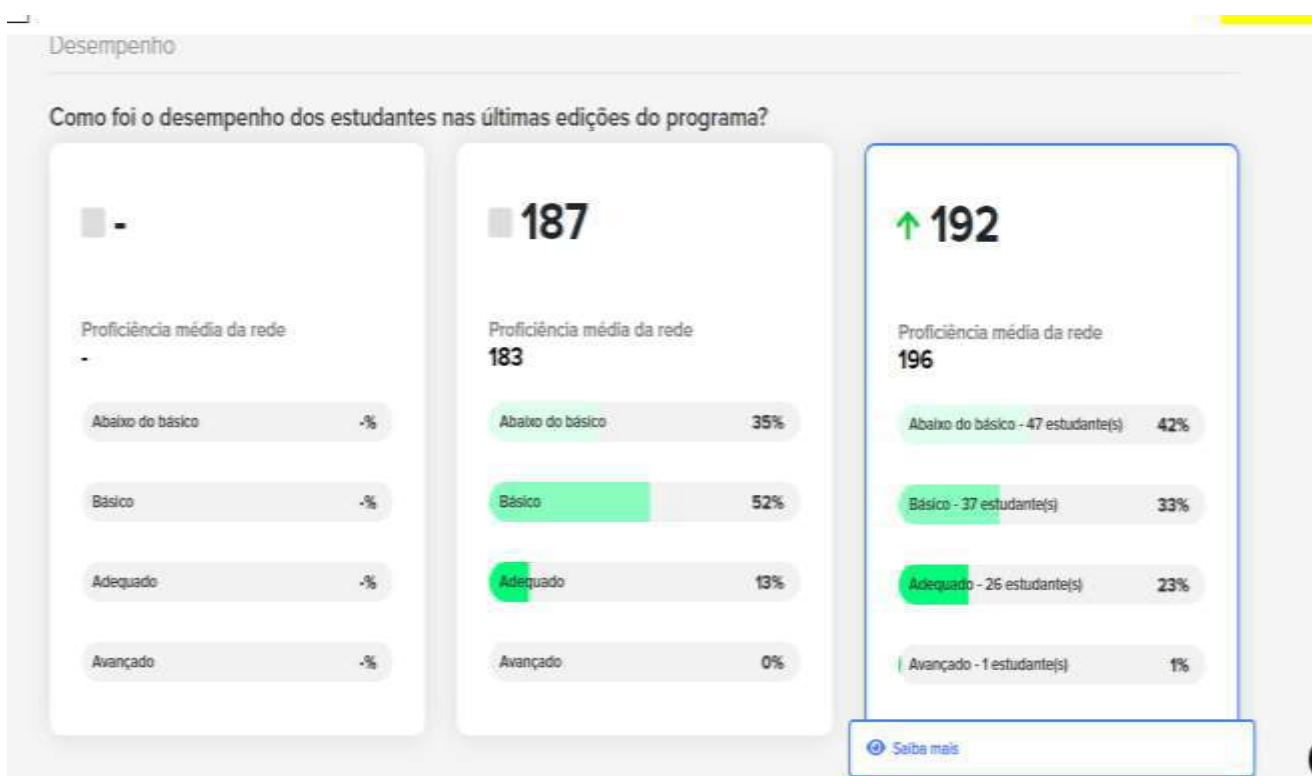 Desempenho
Como foi o desempenho dos estudantes nas últimas edições do programa?
-
Proficiência média da rede
-
Abaixo do básico -%
Básico -%
Adequado -%
Avançado -%
187
Proficiência média da rede
183
Abaixo do básico 35%
Básico 52%
Adequado 13%
Avançado 0%
192
Proficiência média da rede
196
Abaixo do básico - 47 estudante(s) 42%
Básico - 37 estudante(s) 33%
Adequado - 26 estudante(s) 23%
Avançado - 1 estudante(s) 1%
Saiba mais